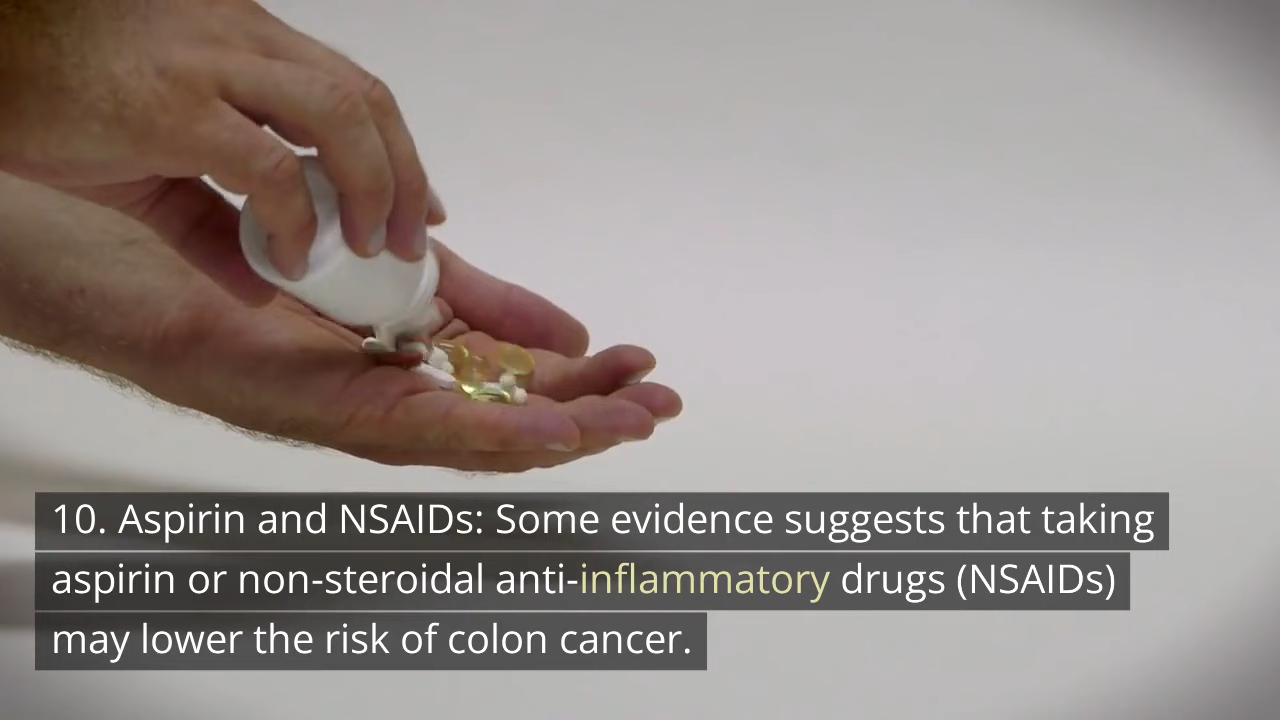 10. Aspirin and NSAIDs: Some evidence suggests that taking
aspirin or non-steroidal anti-inflammatory drugs (NSAIDs)
may lower the risk of colon cancer.